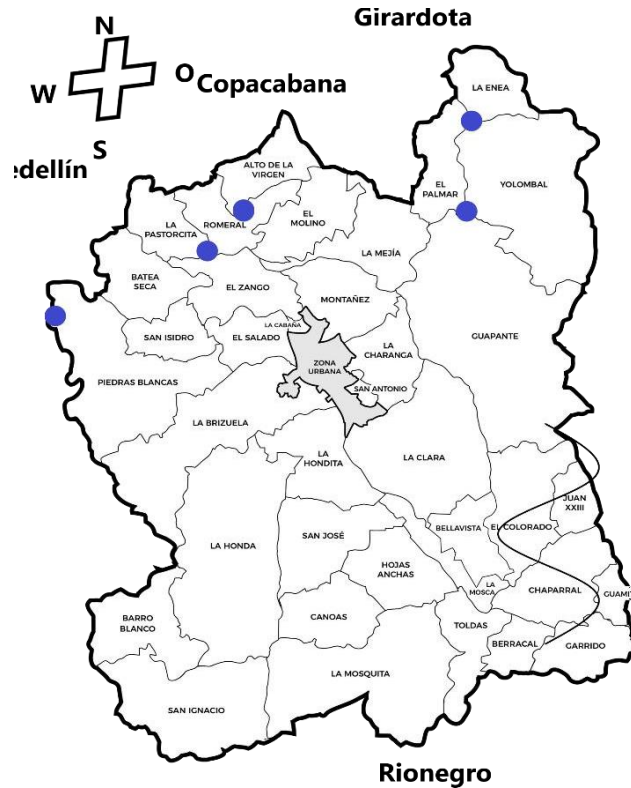 Girardota
N
W
O
Copacabana
S
edellín
LA ENEA
ALTO DE LA
VIRGEN
EL
PALMAR
YOLOMBAL
LA
PASTORCITA
ROMERAL
EL
MOLINO
LA MEJÍA
BATEA
SECA
EL ZANGO
MONTAÑEZ
LA CABAÑA
SAN ISIDRO
EL SALADO
GUAPANTE
LA
CHARANGA
ZONA
URBANA
PIEDRAS BLANCAS
SAN ANTONIO
LA BRIZUELA
LA
HONDITA
LA CLARA
JUAN
XXIII
BELLAVISTA
EL COLORADO
SAN JOSÉ
LA HONDA
HOJAS
ANCHAS
LA
MOSCA
CHAPARRAL
GUAMIT
BARRO
BLANCO
CANOAS
TOLDAS
BERRACAL
GARRIDO
LA MOSQUITA
SAN IGNACIO
Rionegro